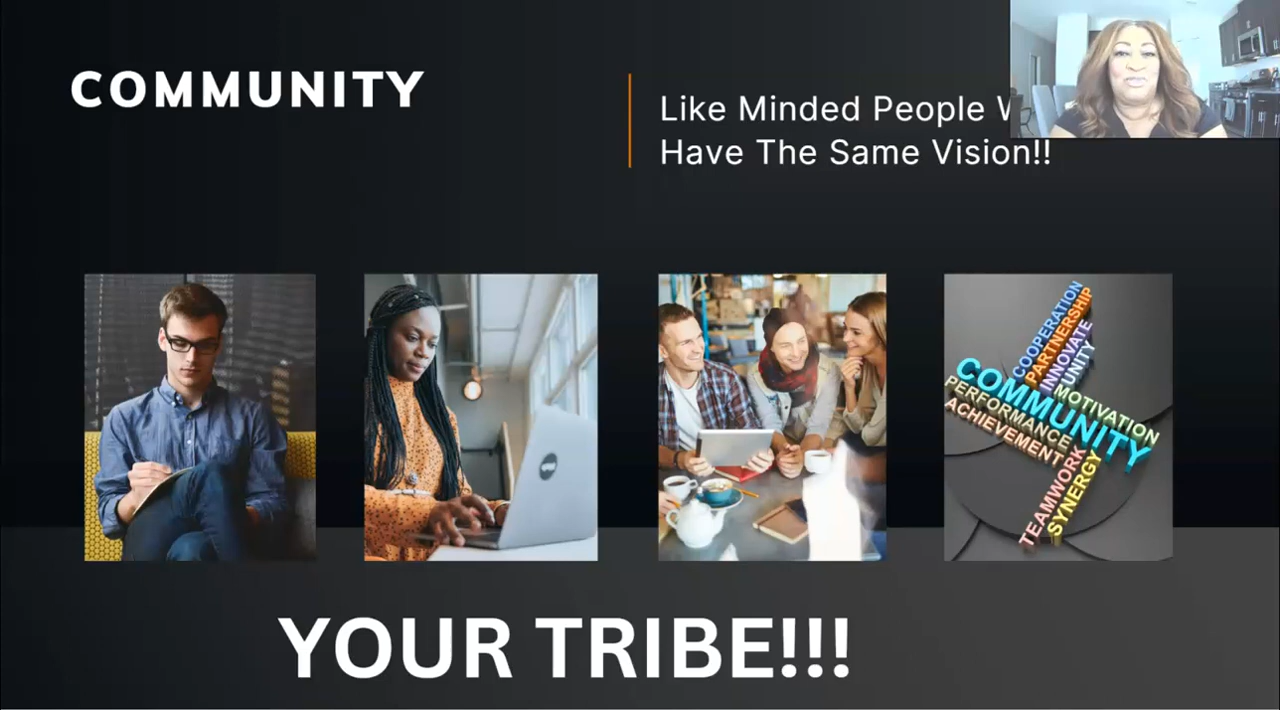 COMMUNITY
Like Minded People
Have The Same Vision!!
COOPERATION
PARTNERSHIP
INNOVATE
UNITY
COMMUNITY
MOTIVATION
PERFORMANCE
ACHIEVEMENT
TEAMWORK
SYNERGY
YOUR TRIBE!!!